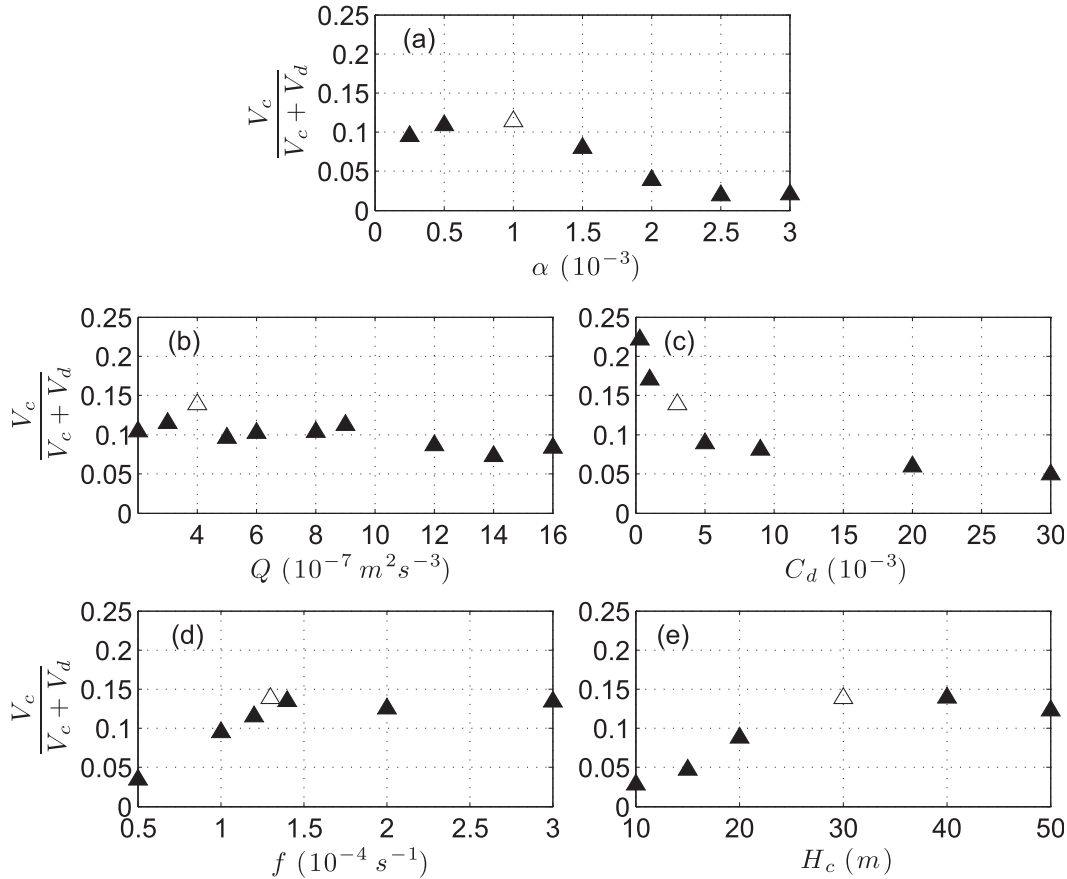 0.25
(a)
0.2
0.15
V_c / (V_c + V_d)
0.1
0.05
0
0 0.5 1 1.5 2 2.5 3
α (10⁻³)
0.25 (b) 0.25 (c)
0.2 0.2
0.15 0.15
V_c / (V_c + V_d)
0.1 0.1
0.05 0.05
0 0
4 6 8 10 12 14 16 0 5 10 15 20 25 30
Q (10⁻⁷ m²s⁻³) C_d (10⁻³)
0.25 (d) 0.25 (e)
0.2 0.2
0.15 0.15
V_c / (V_c + V_d)
0.1 0.1
0.05 0.05
0 0
0.5 1 1.5 2 2.5 3 10 20 30 40 50
f (10⁻⁴ s⁻¹) H_c (m)